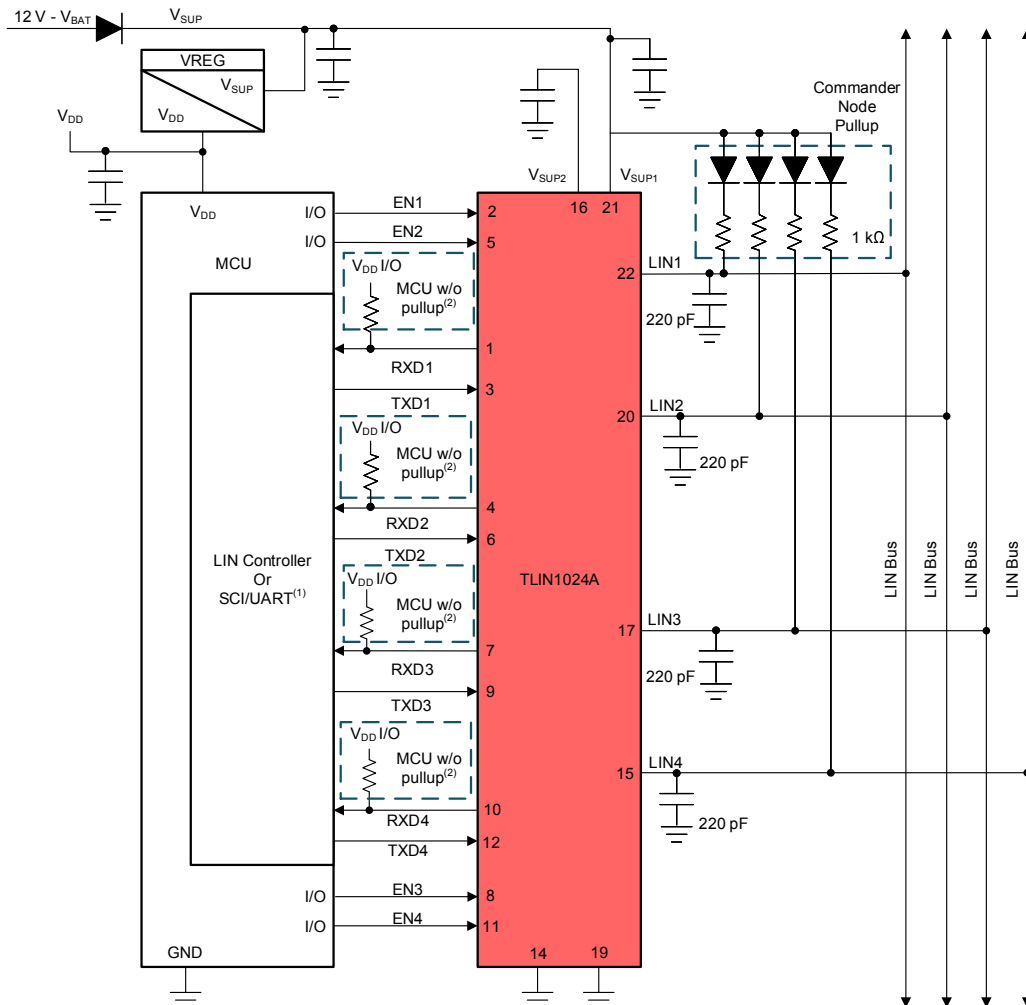 12 V - VBAT
VSUP
VREG
VSUP
VDD
VDD
Commander
Node
Pullup
VSUP2
VSUP1
16
21
1 kΩ
VDD
MCU
I/O
EN1
2
I/O
EN2
5
VDD I/O
MCU w/o
pullup(2)
1
RXD1
3
TXD1
VDD I/O
MCU w/o
pullup(2)
4
RXD2
6
TXD2
VDD I/O
MCU w/o
pullup(2)
7
RXD3
9
TXD3
VDD I/O
MCU w/o
pullup(2)
10
RXD4
12
TXD4
I/O
EN3
8
I/O
EN4
11
LIN Controller
Or
SCI/UART(1)
GND
TLIN1024A
14
19
22
LIN1
220 pF
20
LIN2
220 pF
17
LIN3
220 pF
15
LIN4
220 pF
LIN Bus
LIN Bus
LIN Bus
LIN Bus